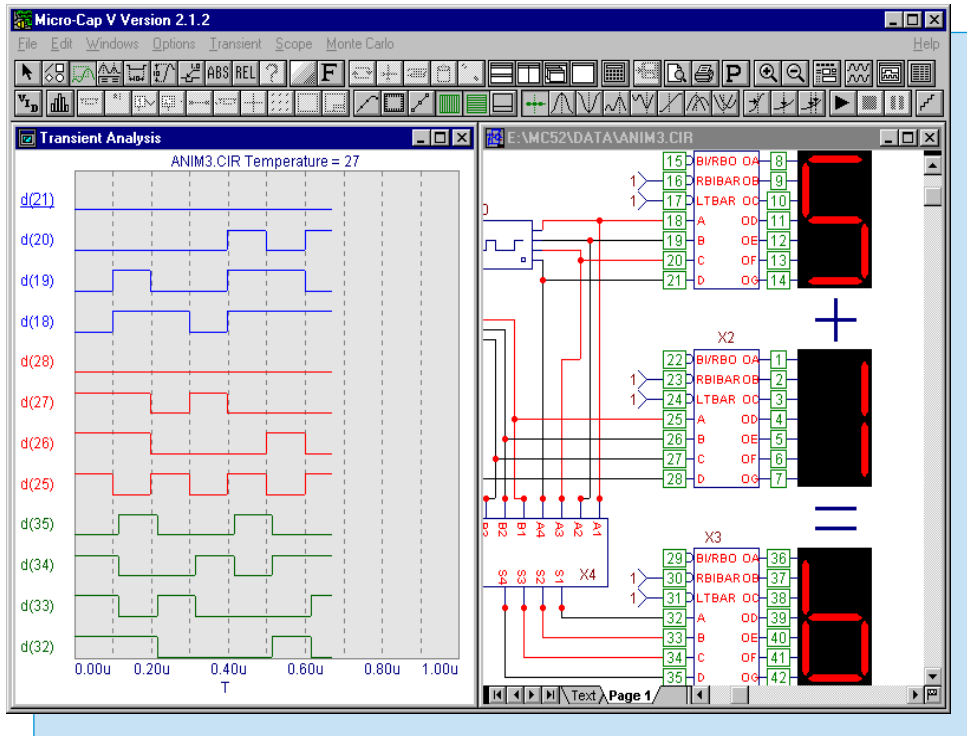 Micro-Cap V Version 2.1.2
File Edit Windows Options Transient Scope Monte Carlo Help
ABS REL ? F P
Transient Analysis
ANIM3.CIR Temperature = 27
d(21)
d(20)
d(19)
d(18)
d(28)
d(27)
d(26)
d(25)
d(35)
d(34)
d(33)
d(32)
0.00u 0.20u 0.40u 0.60u 0.80u 1.00u
T
E:\MC52\DATA\ANIM3.CIR
15 BI/RBO OA 8
1 16 RBIBAR OB 9
1 17 LTBAR OC 10
18 A OD 11
19 B OE 12
20 C OF 13
21 D OG 14
5
+
X2
22 BI/RBO OA 1
1 23 RBIBAR OB 2
1 24 LTBAR OC 3
25 A OD 4
26 B OE 5
27 C OF 6
28 D OG 7
1
=
B2 B1 A4 A3 A2 A1
S4 S3 S2 S1 X4
X3
29 BI/RBO OA 36
1 30 RBIBAR OB 37
1 31 LTBAR OC 38
32 A OD 39
33 B OE 40
34 C OF 41
35 D OG 42
Text Page 1